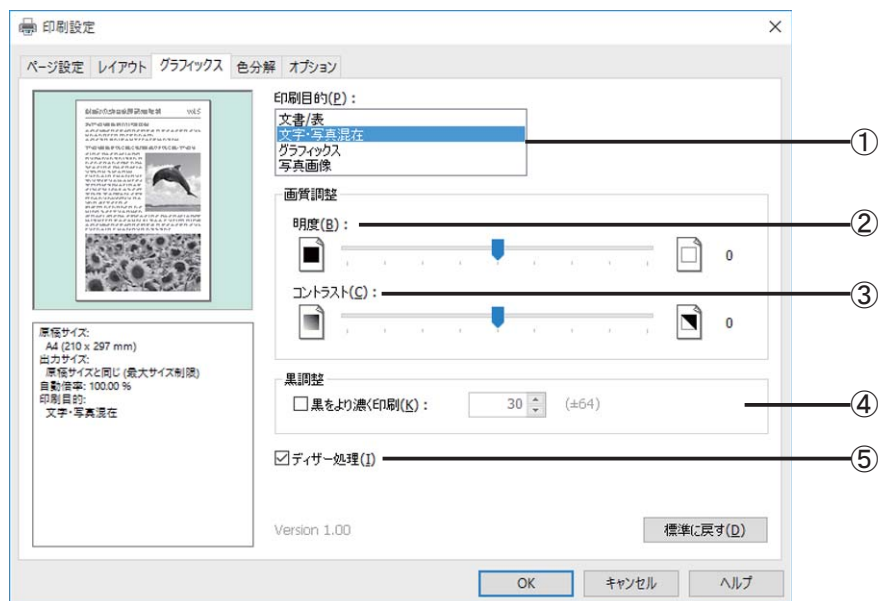 印刷設定
ページ設定 レイアウト グラフィックス 色分解 オプション
印刷目的(P):
文書/表
文字・写真混在
グラフィックス
写真画像
①
画質調整
明度(B):
②
0
コントラスト(C):
③
0
原稿サイズ:
A4 (210 x 297 mm)
出力サイズ:
原稿サイズと同じ (最大サイズ制限)
自動倍率: 100.00 %
印刷目的:
文字・写真混在
黒調整
黒をより濃く印刷(K): 30 (±64)
④
ディザー処理(I)
⑤
Version 1.00
標準に戻す(D)
OK キャンセル ヘルプ